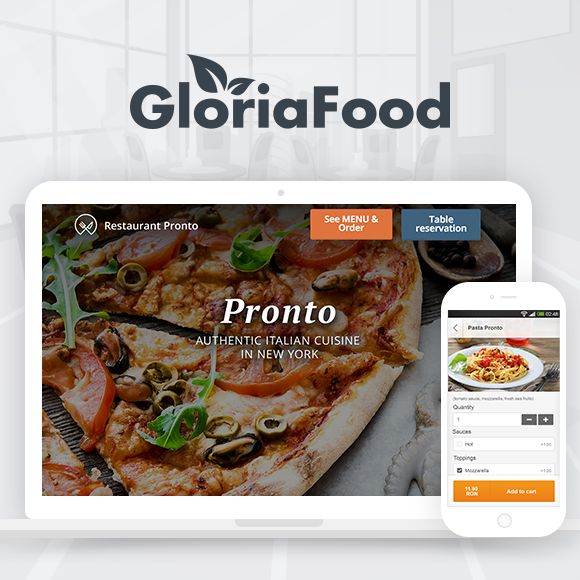 GloriaFood
Restaurant Pronto
See MENU &
Order
Table
reservation
Pronto
AUTHENTIC ITALIAN CUISINE
IN NEW YORK
02:48
Pasta Pronto
(tomato sauce, mozzarella, fresh sea fruits)
Quantity
1
Sauces
Hot +1.50
Toppings
Mozzarella +1.95
11.90
RON
Add to cart